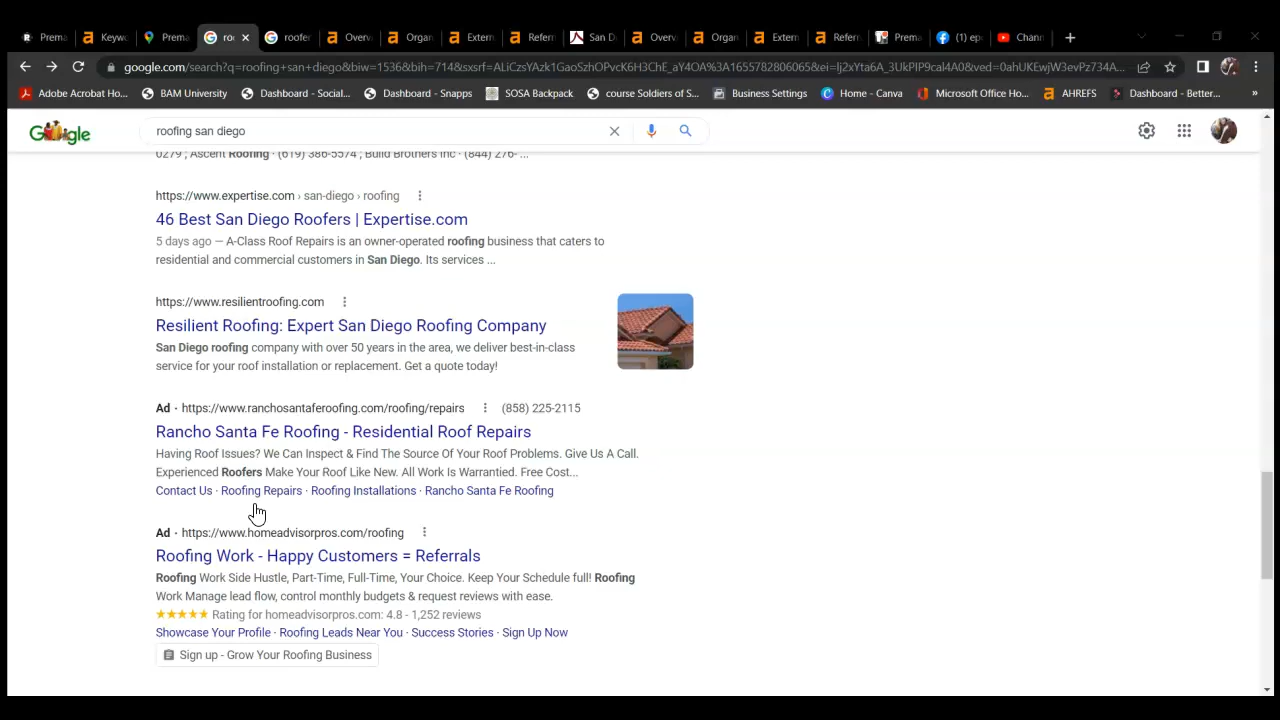 Prema
Keywo
Prema
roo
roofer
Overv
Organ
Extern
Referr
San D
Overv
Organ
Extern
Referr
Prema
(1) ep
Chann
google.com/search?q=roofing+san+diego&biw=1536&bih=714&sxsrf=ALiCzsYAzk1GaoSzhOPvcK6H3ChE_aY4OA%3A1655782806065&ei=lj2xYta6A_3UkPIP9cal4A0&ved=0ahUKEwjW3evPz734A...
Adobe Acrobat Ho...
BAM University
Dashboard - Social...
Dashboard - Snapps
SOSA Backpack
course Soldiers of S...
Business Settings
Home - Canva
Microsoft Office Ho...
AHREFS
Dashboard - Better...
»
Google
roofing san diego
0279 ; Ascent Roofing · (619) 386-5574 ; Build Brothers Inc · (844) 276- ...
https://www.expertise.com › san-diego › roofing
46 Best San Diego Roofers | Expertise.com
5 days ago — A-Class Roof Repairs is an owner-operated roofing business that caters to
residential and commercial customers in San Diego. Its services ...
https://www.resilientroofing.com
Resilient Roofing: Expert San Diego Roofing Company
San Diego roofing company with over 50 years in the area, we deliver best-in-class
service for your roof installation or replacement. Get a quote today!
Ad · https://www.ranchosantaferoofing.com/roofing/repairs (858) 225-2115
Rancho Santa Fe Roofing - Residential Roof Repairs
Having Roof Issues? We Can Inspect & Find The Source Of Your Roof Problems. Give Us A Call.
Experienced Roofers Make Your Roof Like New. All Work Is Warrantied. Free Cost...
Contact Us · Roofing Repairs · Roofing Installations · Rancho Santa Fe Roofing
Ad · https://www.homeadvisorpros.com/roofing
Roofing Work - Happy Customers = Referrals
Roofing Work Side Hustle, Part-Time, Full-Time, Your Choice. Keep Your Schedule full! Roofing
Work Manage lead flow, control monthly budgets & request reviews with ease.
★★★★★ Rating for homeadvisorpros.com: 4.8 - 1,252 reviews
Showcase Your Profile · Roofing Leads Near You · Success Stories · Sign Up Now
Sign up - Grow Your Roofing Business